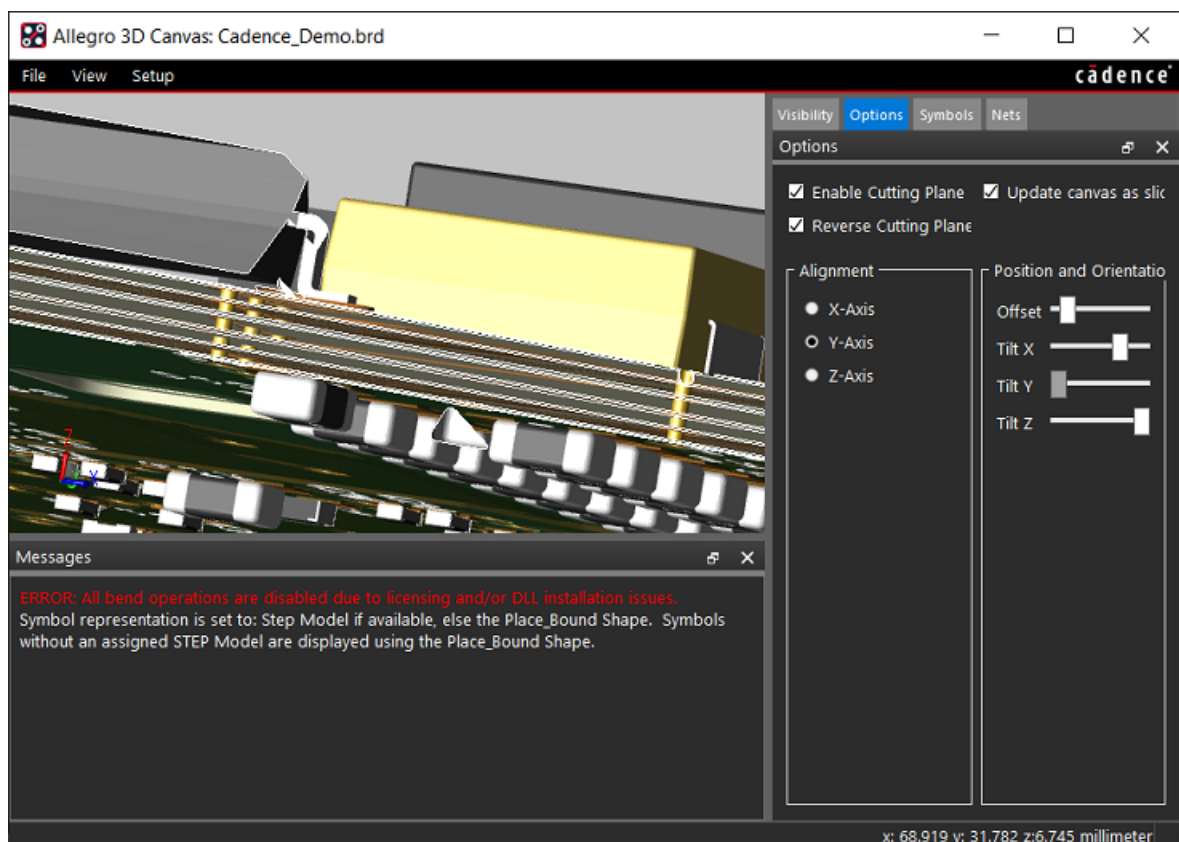 Allegro 3D Canvas: Cadence_Demo.brd
File View Setup
cādence
Visibility Options Symbols Nets
Options
Enable Cutting Plane Update canvas as slic
Reverse Cutting Plane
Alignment
X-Axis
Y-Axis
Z-Axis
Position and Orientatio
Offset
Tilt X
Tilt Y
Tilt Z
Z
X
Messages
ERROR: All bend operations are disabled due to licensing and/or DLL installation issues.
Symbol representation is set to: Step Model if available, else the Place_Bound Shape. Symbols
without an assigned STEP Model are displayed using the Place_Bound Shape.
x: 68.919 y: 31.782 z:6.745 millimeter